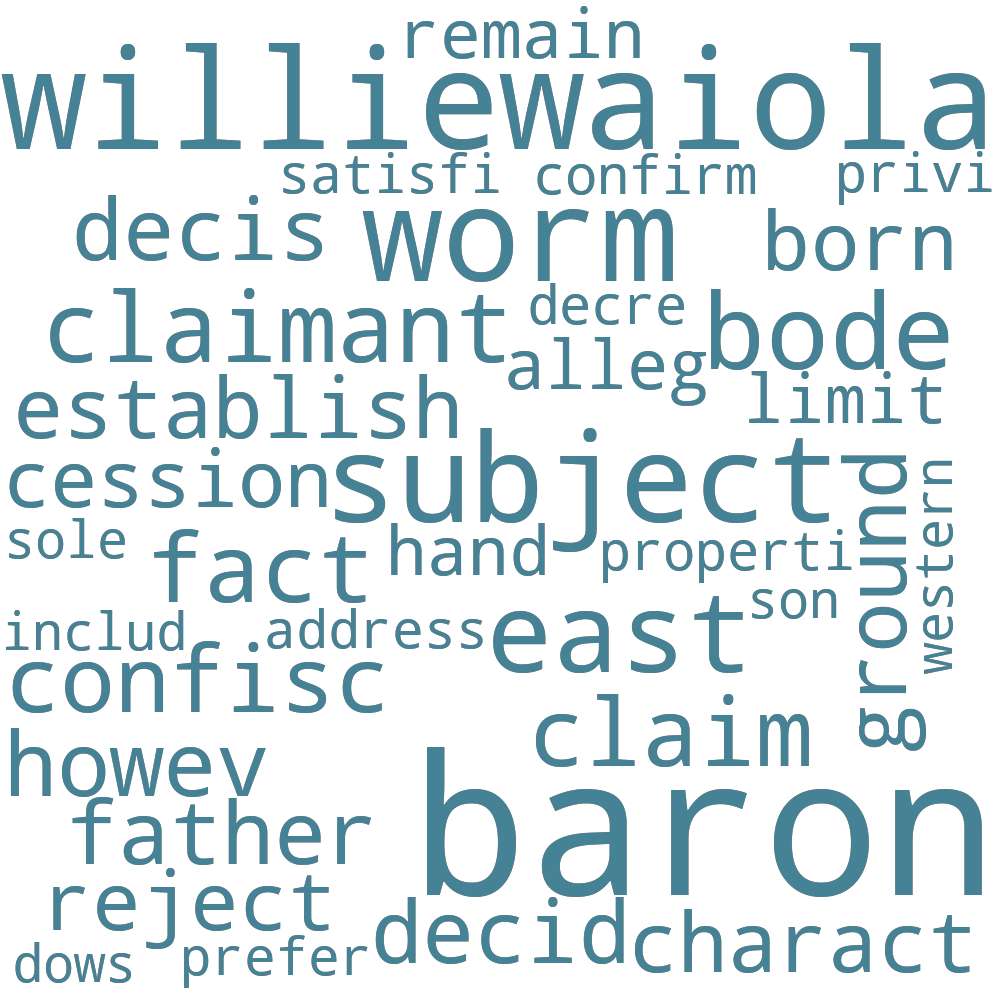 remain
williewaiola
satisfi confirm privi
decis worm born
claimant decre bode
alleg
establish limit
cession subject ground western
sole fact hand properti
includ address east son
confisc
howev claim
father baron
reject
dows prefer decid charact